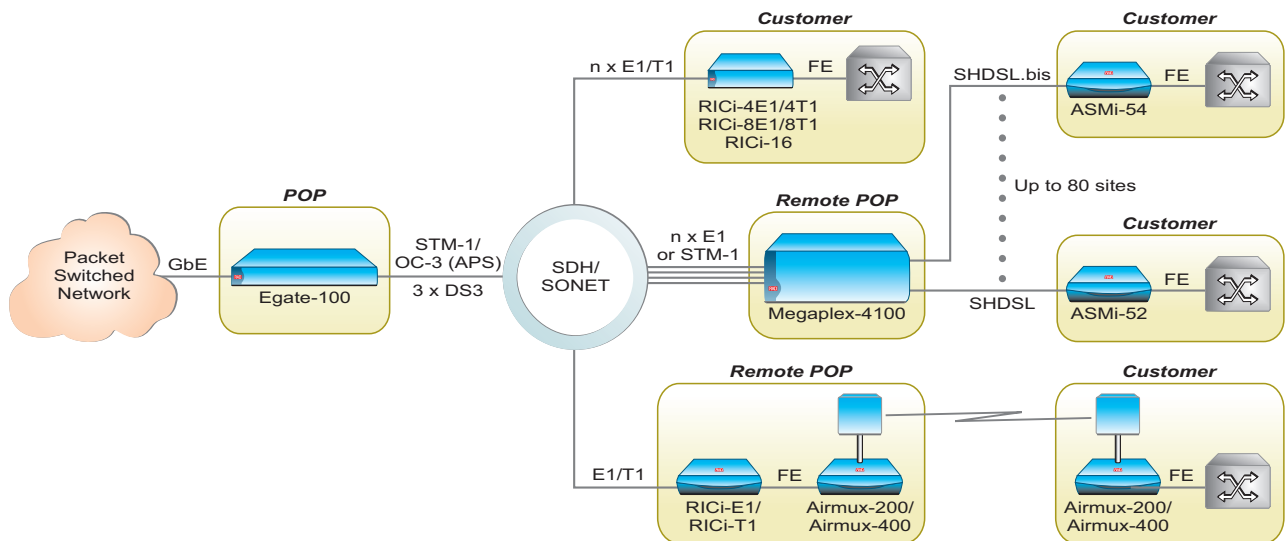 Customer
n x E1/T1
FE
RICi-4E1/4T1
RICi-8E1/8T1
RICi-16
Customer
SHDSL.bis
FE
ASMi-54
Up to 80 sites
POP
Packet
Switched
Network
GbE
Egate-100
STM-1/
OC-3 (APS)
3 x DS3
SDH/
SONET
Remote POP
n x E1
or STM-1
Megaplex-4100
Customer
SHDSL
FE
ASMi-52
Remote POP
E1/T1
FE
RICi-E1/
RICi-T1
Airmux-200/
Airmux-400
Customer
FE
Airmux-200/
Airmux-400